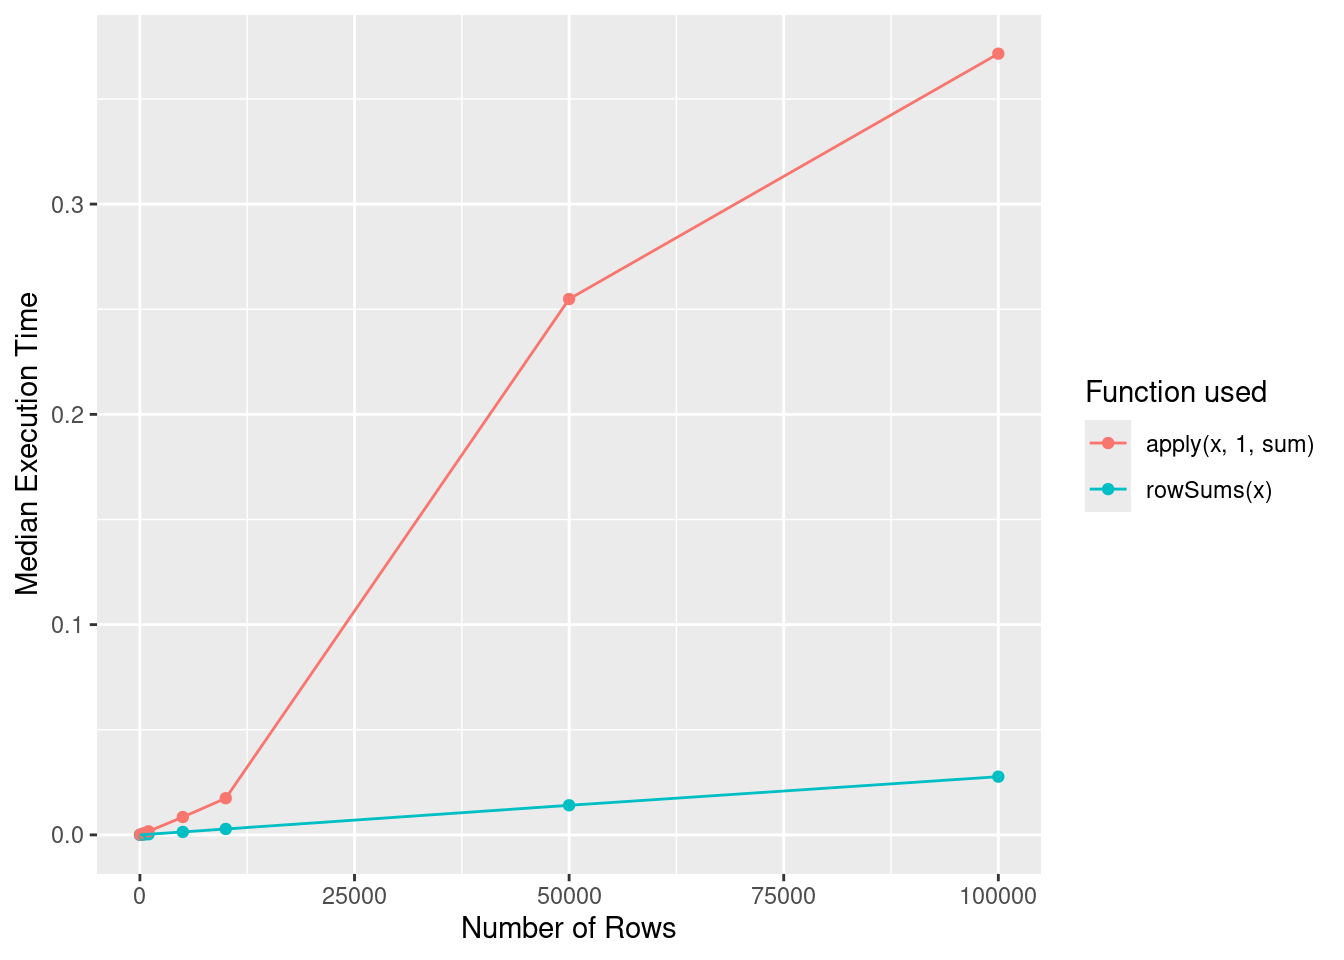 0.3
0.2
0.1
0.0
Median Execution Time
0 25000 50000 75000 100000
Number of Rows
Function used
apply(x, 1, sum)
rowSums(x)